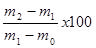 m₂ − m₁
m₁ − m₀
x100